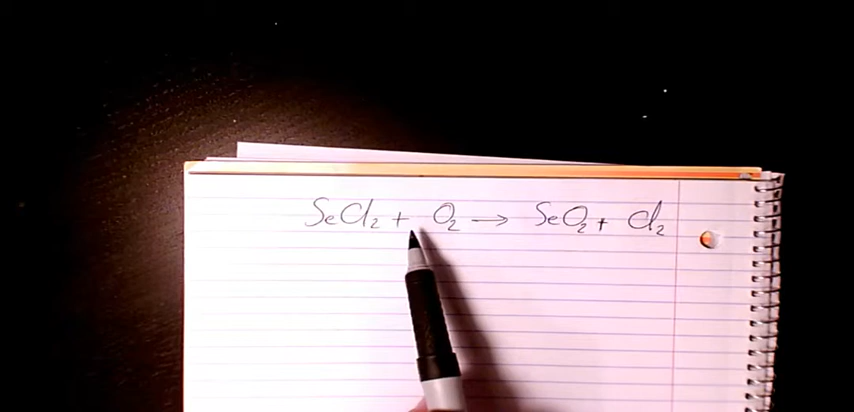 SeCl₂ + O₂ → SeO₂ + Cl₂